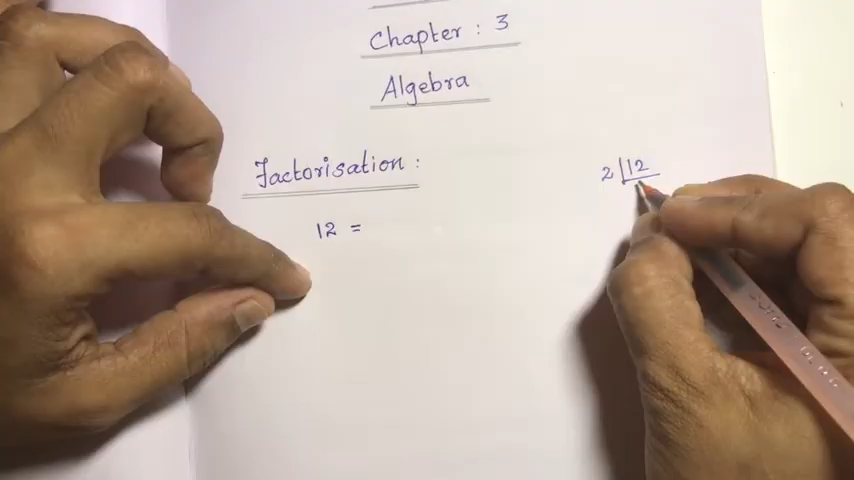 Chapter : 3
Algebra
Factorisation :
2 | 12
12 =